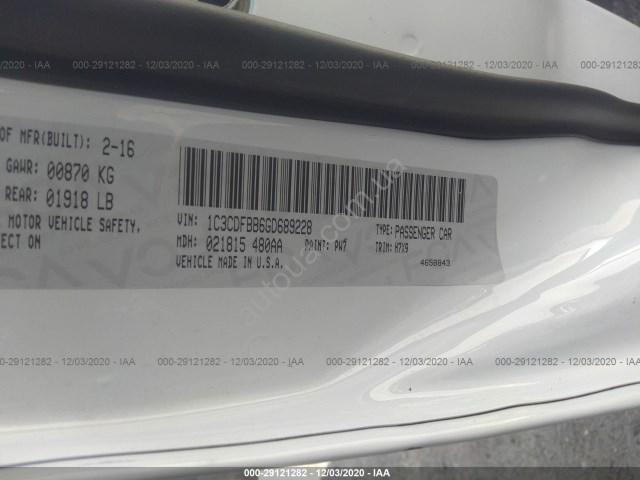 000-29121282 - 12/03/2020 - IAA
OF MFR(BUILT): 2-16
GAWR: 00870 KG
REAR: 01918 LB
MOTOR VEHICLE SAFETY,
ECT ON
VIN: 1C3CDFBB6GD689228
TYPE: PASSENGER CAR
MDH: 021815 480AA
PAINT: PW7
TRIM: H7X9
VEHICLE MADE IN U.S.A.
4658843
autoua.com
000-29121282 - 12/03/2020 - IAA
000-29121282 - 12/03/2020 - IAA